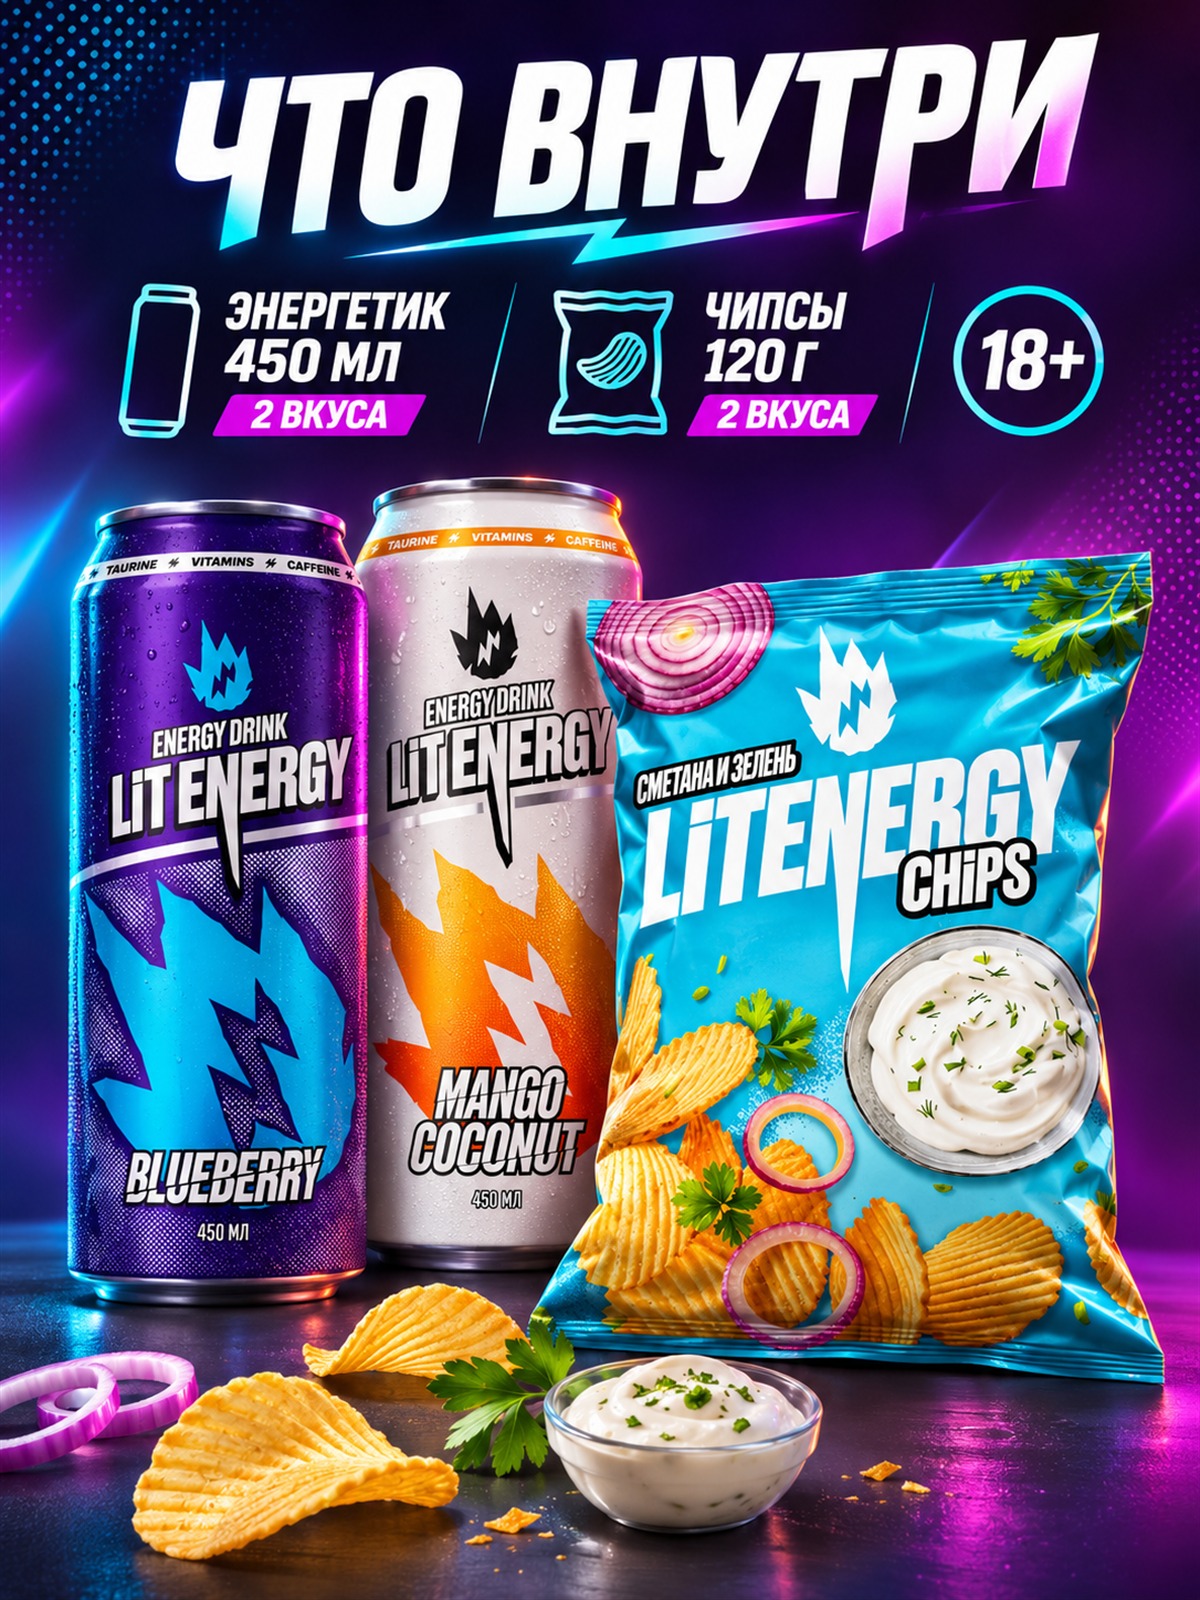 ЧТО ВНУТРИ
ЭНЕРГЕТИК
450 МЛ
2 ВКУСА
ЧИПСЫ
120 Г
2 ВКУСА
18+
TAURINE VITAMINS CAFFEINE
ENERGY DRINK
LiT ENERGY
BLUEBERRY
450 МЛ
TAURINE VITAMINS CAFFEINE
ENERGY DRINK
LiT ENERGY
MANGO
COCONUT
450 МЛ
СМЕТАНА И ЗЕЛЕНЬ
LiTENERGY
CHiPS